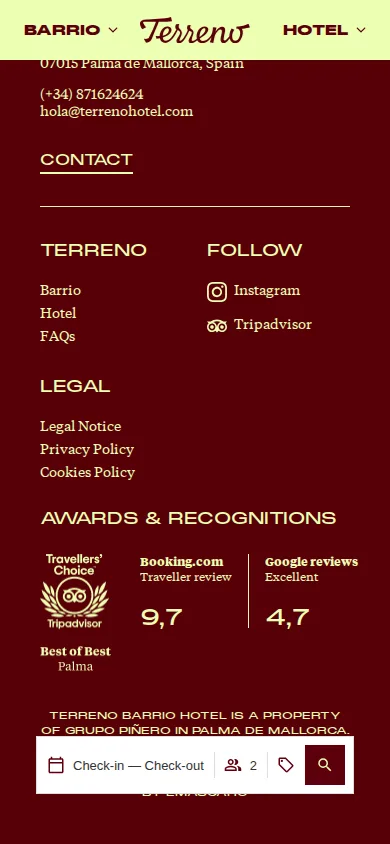 BARRIO
Terreno
HOTEL
07015 Palma de Mallorca, Spain
(+34) 871624624
hola@terrenohotel.com
CONTACT
TERRENO
Barrio
Hotel
FAQs
FOLLOW
Instagram
Tripadvisor
LEGAL
Legal Notice
Privacy Policy
Cookies Policy
AWARDS & RECOGNITIONS
Travellers'
Choice
Tripadvisor
Best of Best
Palma
Booking.com
Traveller review
9,7
Google reviews
Excellent
4,7
TERRENO BARRIO HOTEL IS A PROPERTY
OF GRUPO PIÑERO IN PALMA DE MALLORCA.
Check-in — Check-out
2